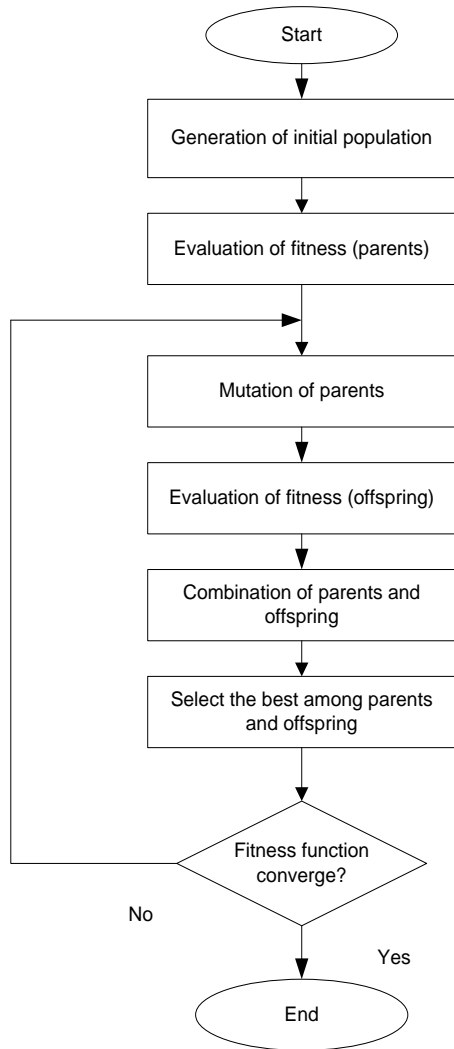 Start
Generation of initial population
Evaluation of fitness (parents)
Mutation of parents
Evaluation of fitness (offspring)
Combination of parents and
offspring
Select the best among parents
and offspring
Fitness function
converge?
No
Yes
End